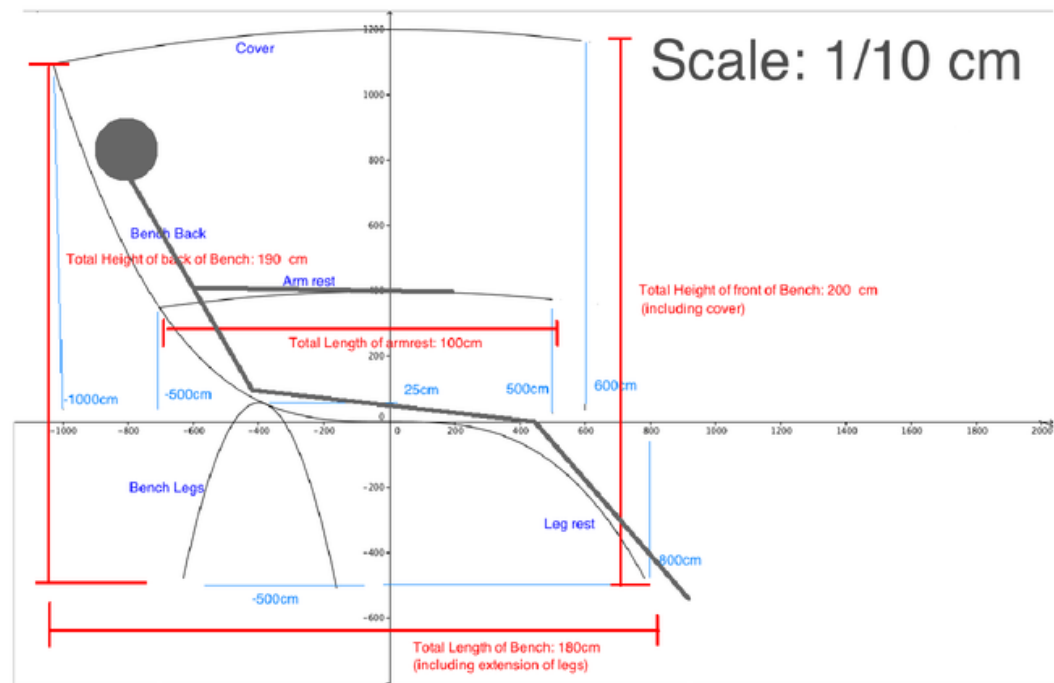 1200
Cover
Scale: 1/10 cm
1000
800
600
Bench Back
Total Height of back of Bench: 190 cm
Arm rest
400
Total Height of front of Bench: 200 cm
(including cover)
Total Length of armrest: 100cm
200
-1000cm
-500cm
25cm
500cm
600cm
0
-1000
-800
-600
-400
-200
0
200
400
600
800
1000
1200
1400
1600
1800
2000
-200
Bench Legs
Leg rest
-400
800cm
-500cm
-600
Total Length of Bench: 180cm
(including extension of legs)